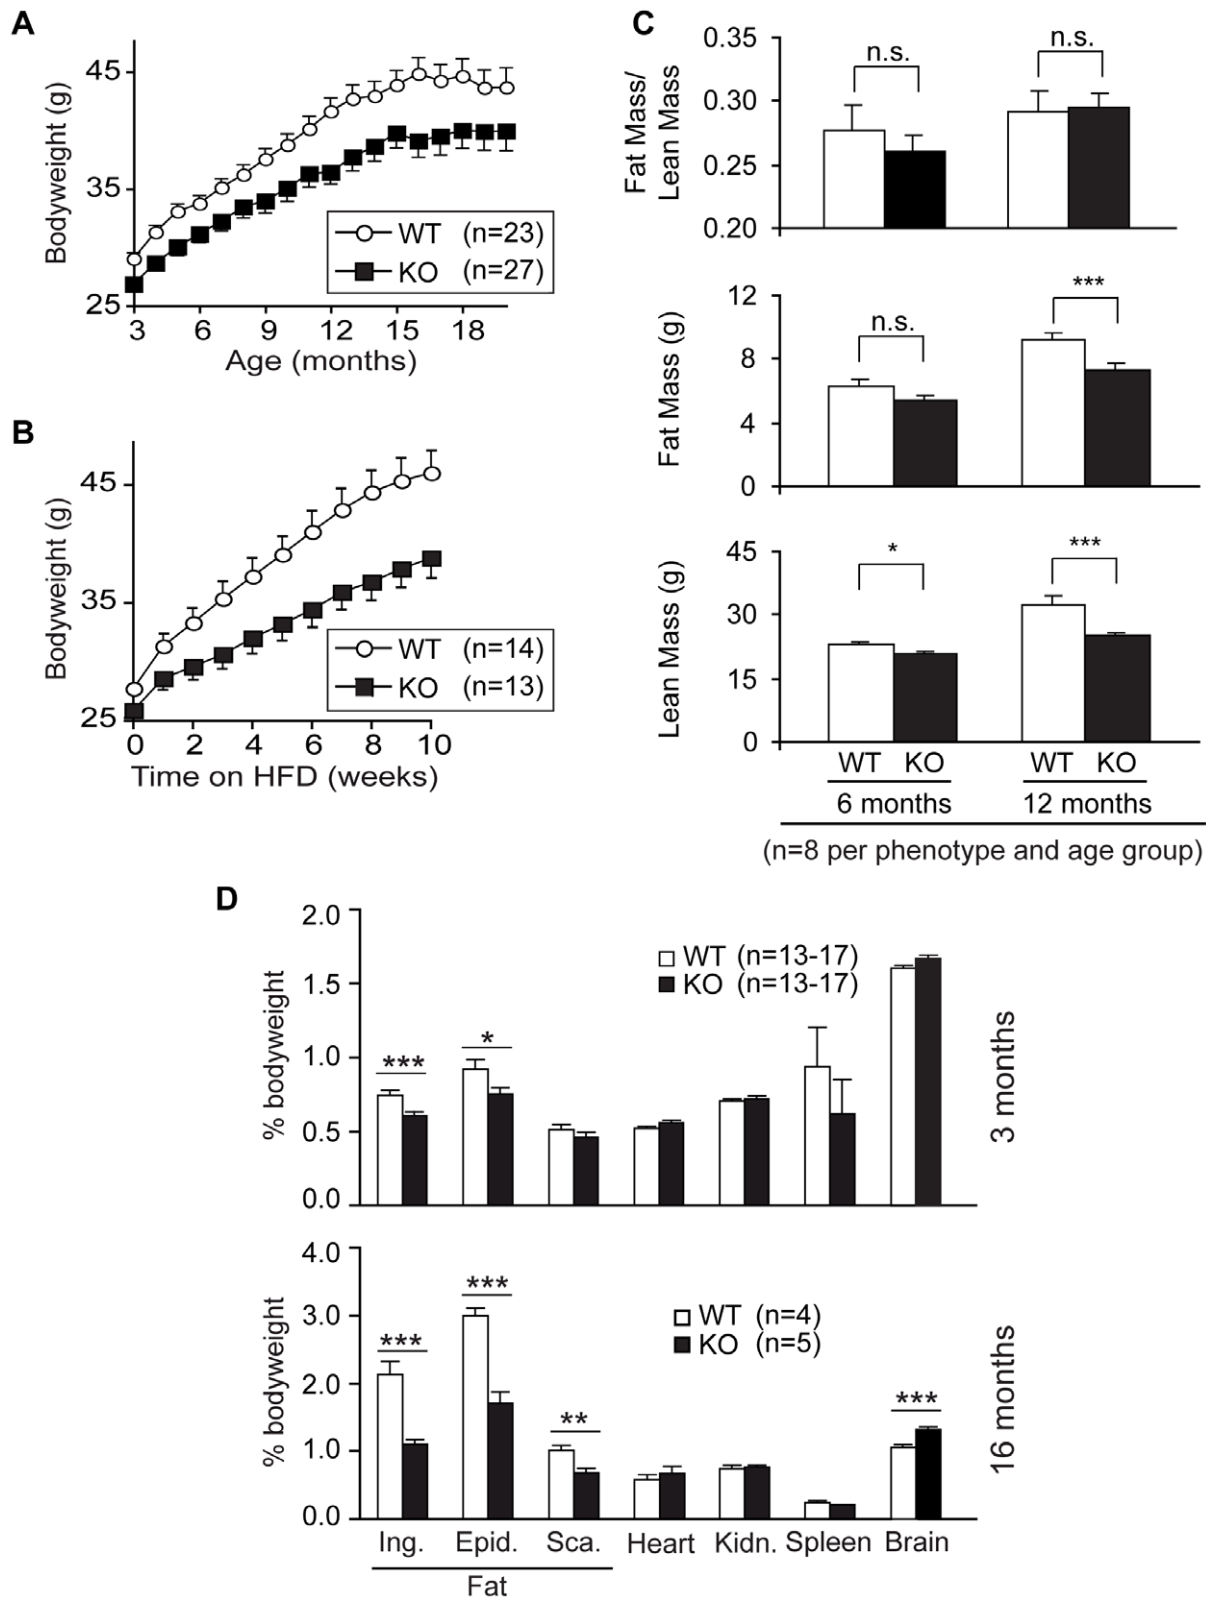 A
Bodyweight (g)
45
35
25
WT (n=23)
KO (n=27)
3 6 9 12 15 18
Age (months)
B
Bodyweight (g)
45
35
25
WT (n=14)
KO (n=13)
0 2 4 6 8 10
Time on HFD (weeks)
C
Fat Mass/
Lean Mass
0.35
0.30
0.25
0.20
n.s.
n.s.
Fat Mass (g)
12
8
4
0
n.s.
***
Lean Mass (g)
45
30
15
0
*
***
WT KO WT KO
6 months 12 months
(n=8 per phenotype and age group)
D
% bodyweight
2.0
1.5
1.0
0.5
0.0
WT (n=13-17)
KO (n=13-17)
***
*
3 months
% bodyweight
4.0
3.0
2.0
1.0
0.0
WT (n=4)
KO (n=5)
***
***
**
***
16 months
Ing. Epid. Sca. Heart Kidn. Spleen Brain
Fat